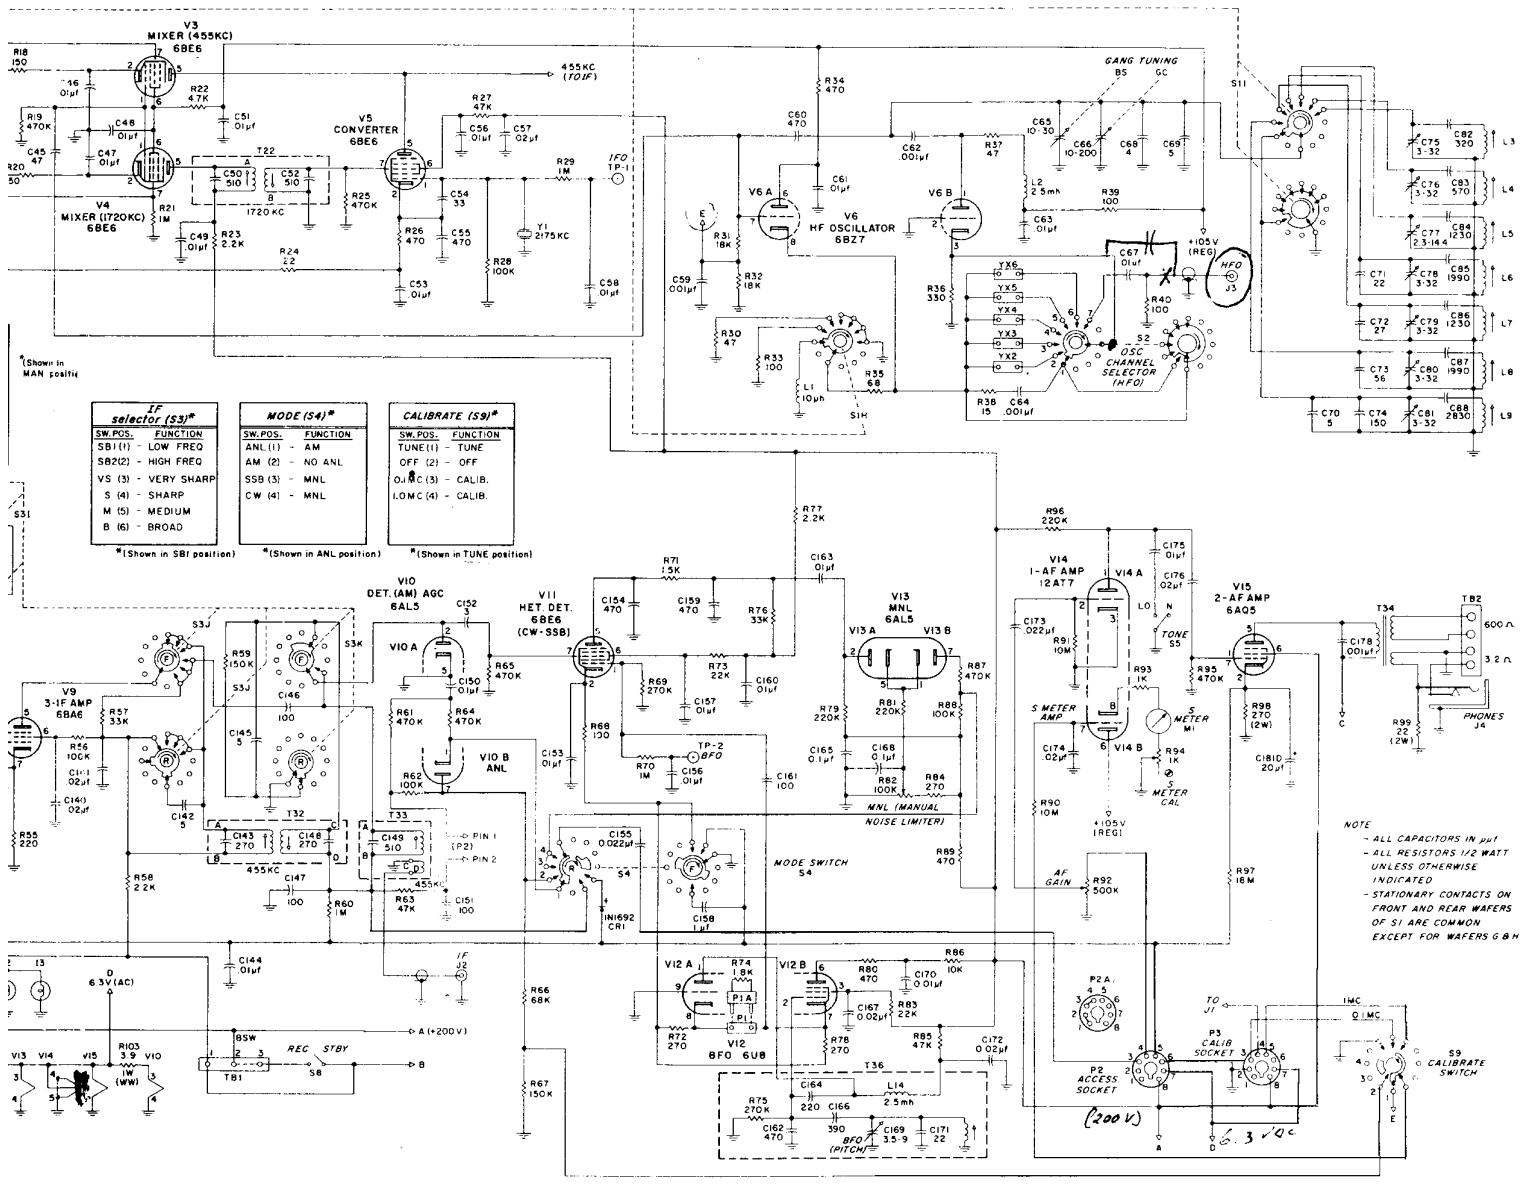 V3
MIXER (455KC)
6BE6
R18
150
.01µf
R22
4.7K
R19
470K
C45
47
C48
.01µf
C51
.01µf
C47
.01µf
R20
V4
MIXER (1720KC)
6BE6
R21
1M
C49
.01µf
R23
2.2K
T22
A
C50
510
C52
510
B
1720 KC
R24
22
V5
CONVERTER
6BE6
455KC
(TO IF)
R27
47K
C56
.01µf
C57
.02µf
R25
470K
R26
470
C54
33
C55
470
C53
.01µf
R28
100K
Y1
2175KC
R29
1M
IFO
TP-1
C58
.01µf
R34
470
C60
470
C61
.01µf
C62
.001µf
V6A
V6
HF OSCILLATOR
6BZ7
V6B
E
R31
18K
R32
18K
C59
.001µf
R30
47
R33
100
L1
10µh
R35
68
S1H
R37
47
L2
2.5mh
C63
.01µf
R39
100
GANG TUNING
BS GC
C65
10-30
C66
10-200
C68
4
C69
5
+105V
(REG)
C67
.01µf
HFO
J3
R40
100
R36
330
YX6
YX5
YX4
YX3
YX2
R38
15
C64
.001µf
S2
OSC
CHANNEL
SELECTOR
(HFO)
S1I
C75
3-32
C82
320
L3
C76
3-32
C83
570
L4
C77
2.3-14.4
C84
1230
L5
C71
22
C78
3-32
C85
1990
L6
C72
27
C79
3-32
C86
1230
L7
C73
56
C80
3-32
C87
1990
L8
C70
5
C74
150
C81
3-32
C88
2830
L9
*(Shown in
MAN positi
IF
selector (S3)*
SW. POS. FUNCTION
SB1(1) - LOW FREQ
SB2(2) - HIGH FREQ
VS (3) - VERY SHARP
S (4) - SHARP
M (5) - MEDIUM
B (6) - BROAD
*(Shown in SB1 position)
MODE (S4)*
SW. POS. FUNCTION
ANL (1) - AM
AM (2) - NO ANL
SSB (3) - MNL
CW (4) - MNL
*(Shown in ANL position)
CALIBRATE (S9)*
SW. POS. FUNCTION
TUNE(1) - TUNE
OFF (2) - OFF
0.1MC (3) - CALIB.
1.0MC (4) - CALIB.
*(Shown in TUNE position)
S3I
S3J
S3K
S3J
F
F
R
R
V9
3-IF AMP
6BA6
R57
33K
R56
100K
.02µf
C140
.02µf
R55
220
R58
2.2K
R59
150K
C145
5
C146
100
C142
5
T32
A
B
C
D
C143
270
C148
270
455KC
C147
100
R60
1M
C144
.01µf
V10
DET. (AM) AGC
6AL5
C152
3
V10A
C150
0.1µf
R65
470K
R61
470K
R64
470K
V10 B
ANL
R62
100K
T33
A
B
C149
510
C
D
455KC
R63
47K
PIN 1
(P2)
PIN 2
C151
100
IF
J2
V11
HET. DET.
6BE6
(CW-SSB)
R71
1.5K
C154
470
C159
470
R76
33K
R77
2.2K
R73
22K
C160
.01µf
R69
270K
C157
.01µf
R68
100
C153
.01µf
TP-2
BFO
R70
1M
C156
.01µf
C161
100
C163
.01µf
V13
MNL
6AL5
V13 A
V13 B
R79
220K
R81
220K
R87
470K
R88
100K
C165
0.1µf
C168
0.1µf
R82
100K
R84
270
MNL (MANUAL
NOISE LIMITER)
R89
470
C155
0.022µf
S4
R
F
MODE SWITCH
S4
C158
1µf
1N1692
CR1
R96
220K
V14
1-AF AMP
12AT7
V14 A
V14 B
C173
.022µf
R91
10M
S METER
AMP
C174
.02µf
R90
10M
+105V
(REG)
AF
GAIN
R92
500K
C175
.01µf
C176
.02µf
LO
N
TONE
S5
R93
1K
S
METER
M1
R94
1K
S
METER
CAL
V15
2-AF AMP
6AQ5
R95
470K
R98
270
(2W)
C181D
20µf
R97
18M
C178
.001µf
T34
TB2
600Ω
3.2Ω
C
R99
22
(2W)
PHONES
J4
NOTE
- ALL CAPACITORS IN µµf
- ALL RESISTORS 1/2 WATT
UNLESS OTHERWISE
INDICATED
- STATIONARY CONTACTS ON
FRONT AND REAR WAFERS
OF S1 ARE COMMON
EXCEPT FOR WAFERS G & H
D
6.3V(AC)
I3
V13
V14
V15
R103
3.9
1W
(WW)
V10
BSW
TB1
REC STBY
S8
A (+200V)
B
R66
68K
R67
150K
V12 A
R74
1.8K
P1A
P1
V12
BFO 6U8
R72
270
V12B
R80
470
C170
0.01µf
R86
10K
C167
0.02µf
R83
22K
R78
270
R85
47K
C172
0.02µf
T36
C164
220
L14
2.5mh
R75
270K
C166
390
C162
470
BFO
(PITCH)
C169
3.5-9
C171
22
P2A
P2
ACCESS.
SOCKET
(200V)
A
D
6.3 VAC
TO
J1
P3
CALIB
SOCKET
1MC
0.1MC
S9
CALIBRATE
SWITCH
E